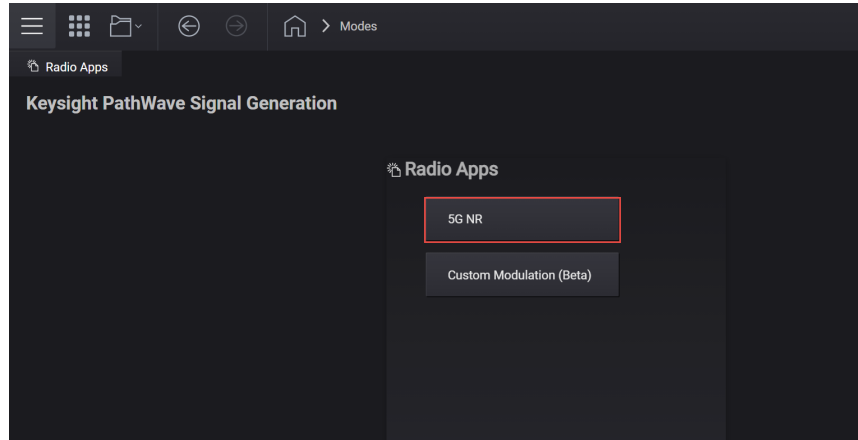 > Modes
Radio Apps
Keysight PathWave Signal Generation
Radio Apps
5G NR
Custom Modulation (Beta)